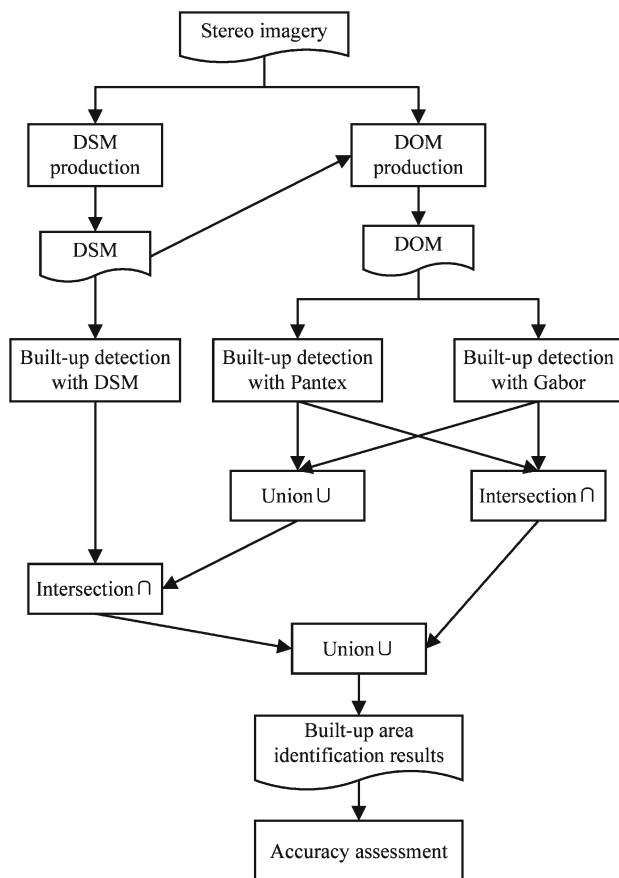 Stereo imagery
DSM
production
DOM
production
DSM
DOM
Built-up detection
with DSM
Built-up detection
with Pantex
Built-up detection
with Gabor
Union ∪
Intersection ∩
Intersection ∩
Union ∪
Built-up area
identification results
Accuracy assessment